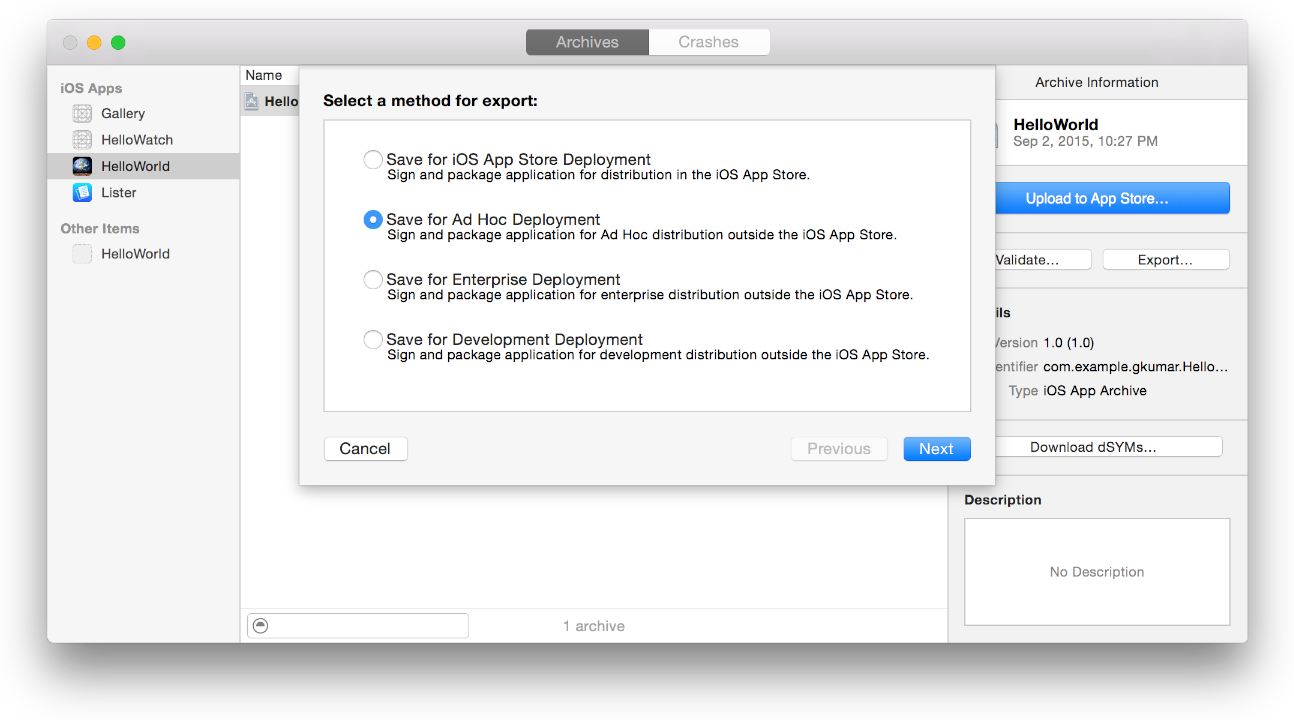 Archives
Crashes
iOS Apps
Gallery
HelloWatch
HelloWorld
Lister
Other Items
HelloWorld
Name
Hello
Select a method for export:
Save for iOS App Store Deployment
Sign and package application for distribution in the iOS App Store.
Save for Ad Hoc Deployment
Sign and package application for Ad Hoc distribution outside the iOS App Store.
Save for Enterprise Deployment
Sign and package application for enterprise distribution outside the iOS App Store.
Save for Development Deployment
Sign and package application for development distribution outside the iOS App Store.
Cancel
Previous
Next
1 archive
Archive Information
HelloWorld
Sep 2, 2015, 10:27 PM
Upload to App Store...
Validate...
Export...
ils
Version 1.0 (1.0)
entifier com.example.gkumar.Hello...
Type iOS App Archive
Download dSYMs...
Description
No Description